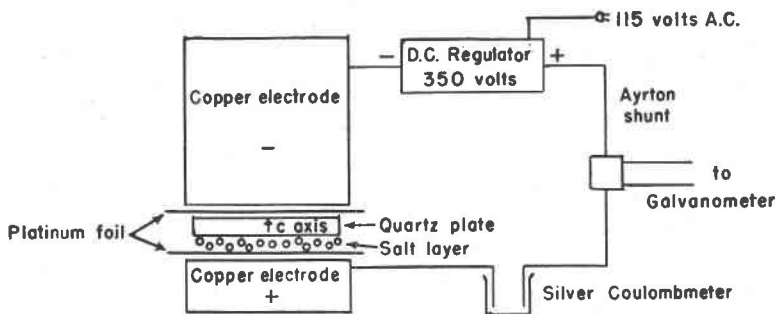 115 volts A.C.
− D.C. Regulator +
350 volts
Copper electrode
−
Ayrton
shunt
to
Galvanometer
Platinum foil
↑c axis
Quartz plate
Salt layer
Copper electrode
+
Silver Coulombmeter